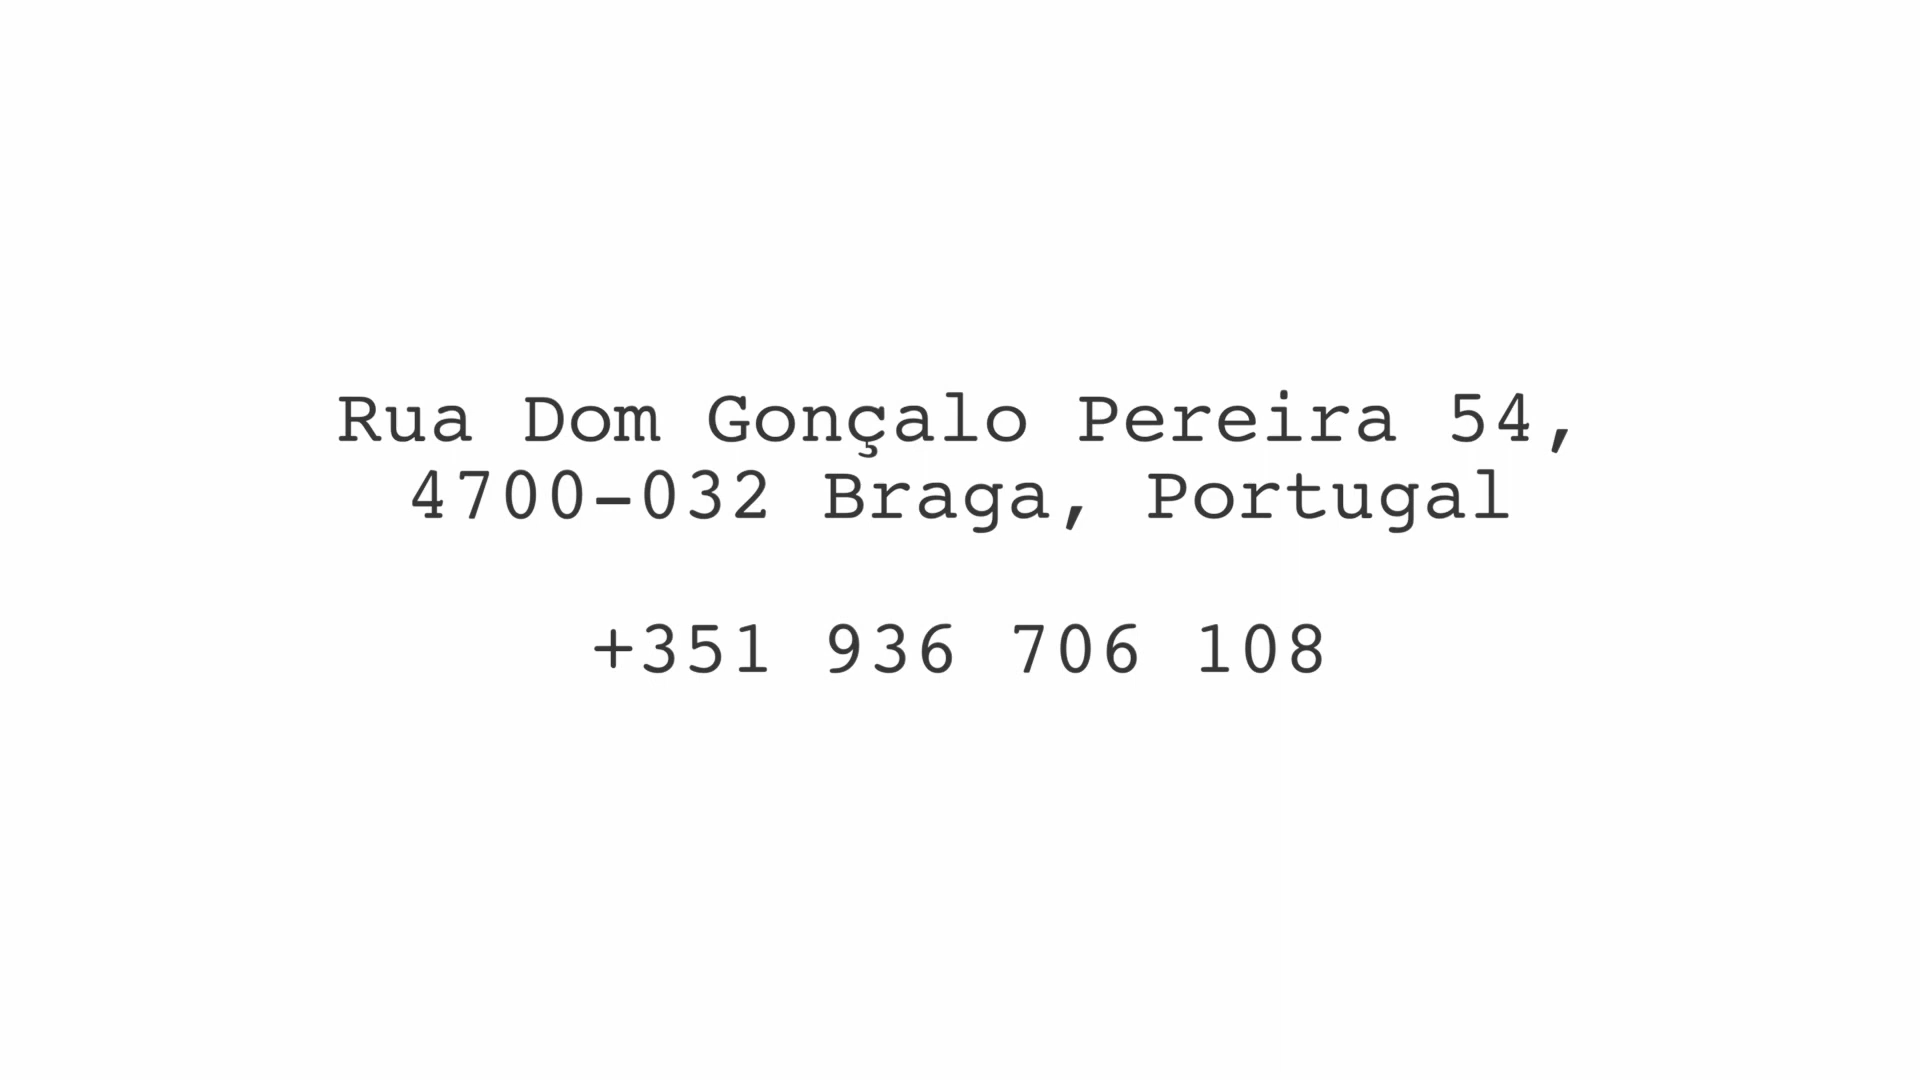 Rua Dom Gonçalo Pereira 54,
4700-032 Braga, Portugal
+351 936 706 108